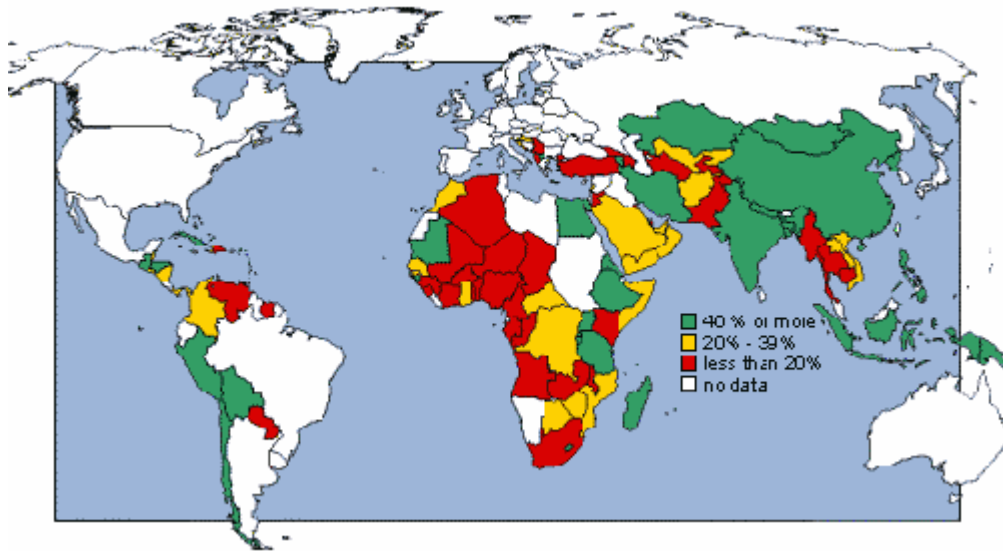 40 % or more
20% - 39%
less than 20%
no data